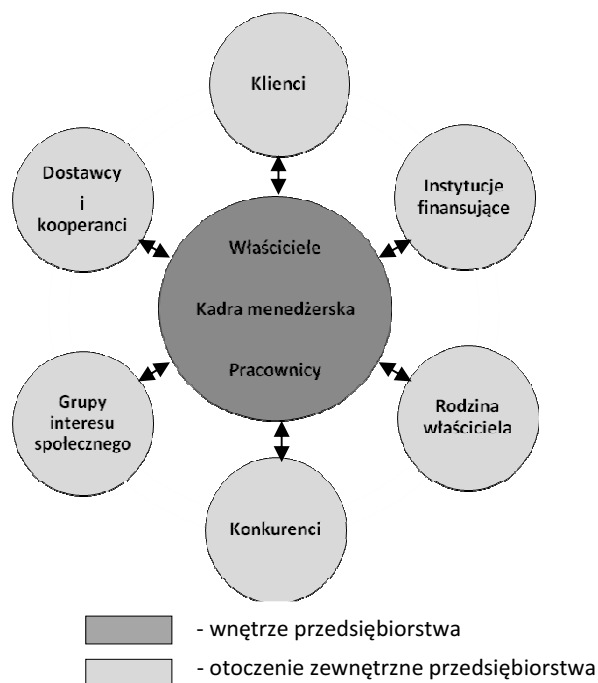 Klienci
Dostawcy
i
kooperanci
Instytucje
finansujące
Właściciele
Kadra menedżerska
Pracownicy
Grupy
interesu
społecznego
Rodzina
właściciela
Konkurenci
- wnętrze przedsiębiorstwa
- otoczenie zewnętrzne przedsiębiorstwa